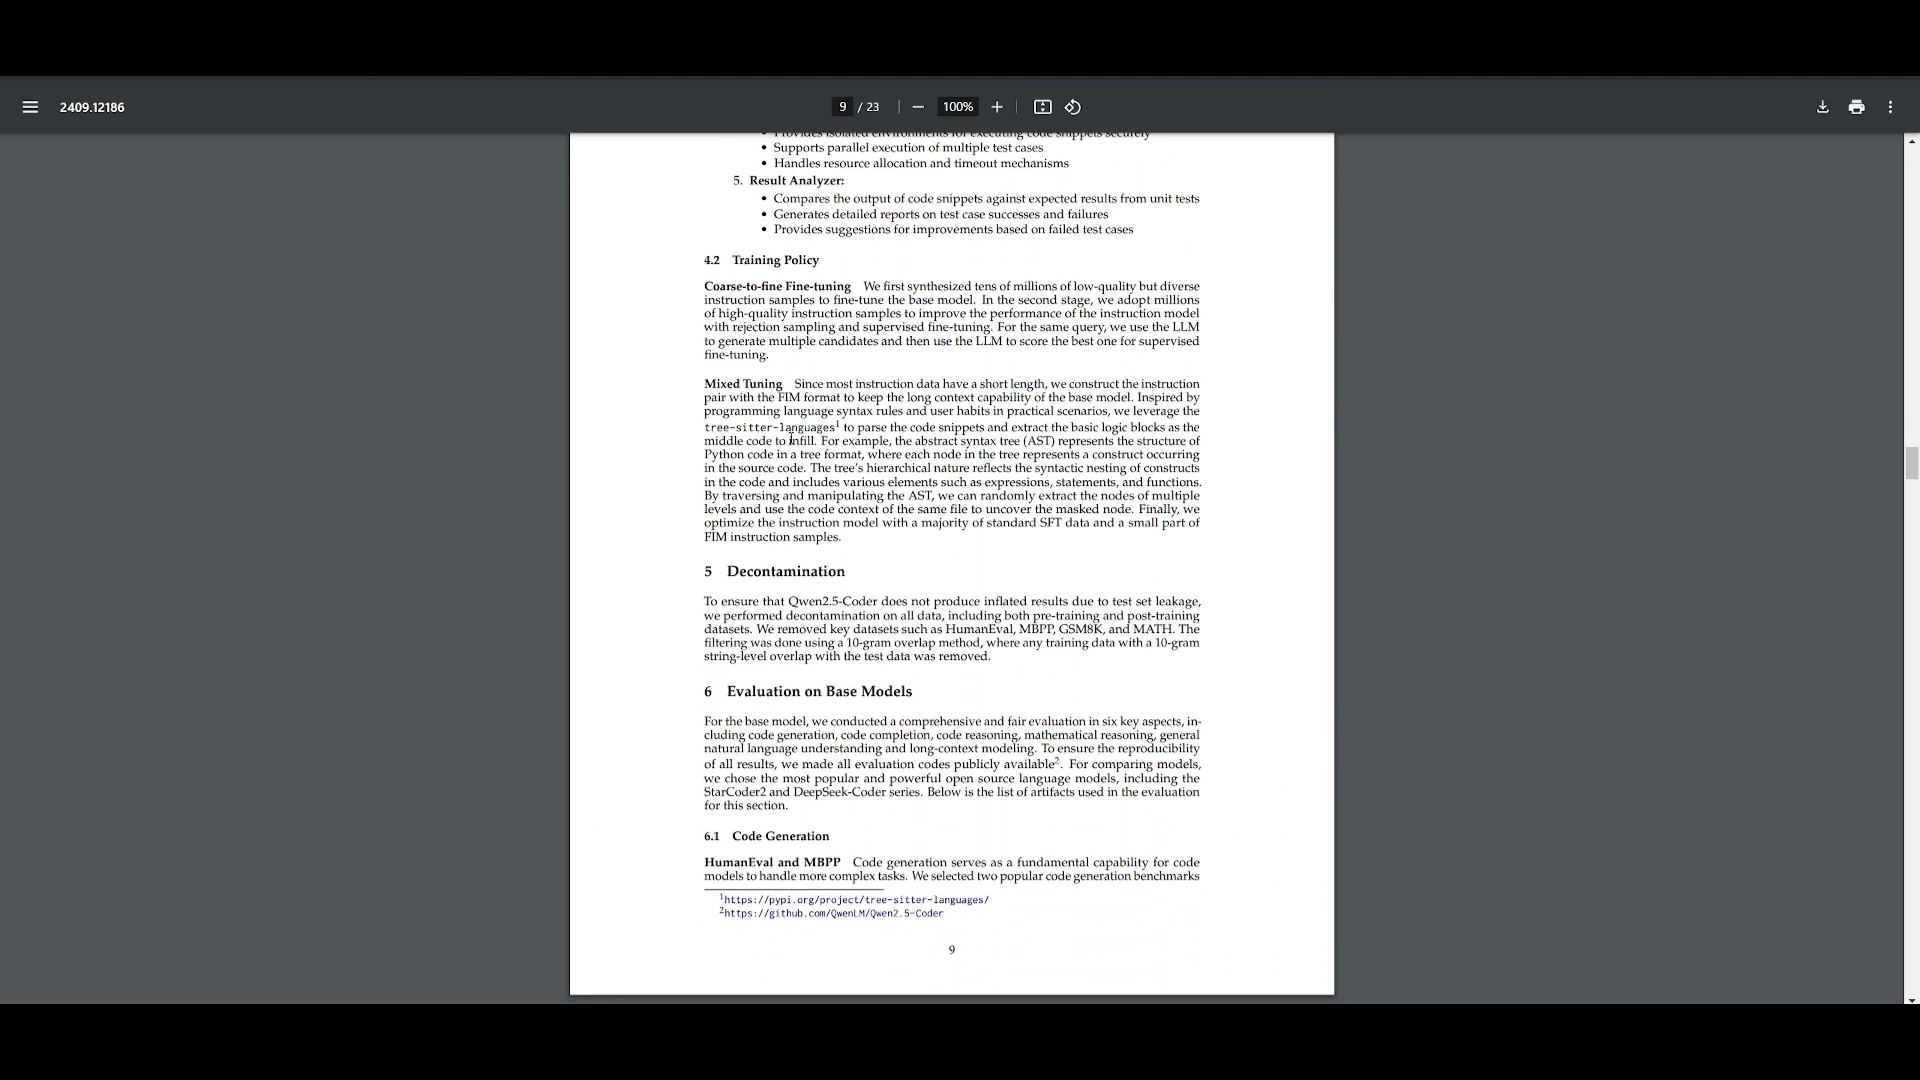 2409.12186
9 / 23
100%
• Provides isolated environments for executing code snippets securely
• Supports parallel execution of multiple test cases
• Handles resource allocation and timeout mechanisms
5. Result Analyzer:
• Compares the output of code snippets against expected results from unit tests
• Generates detailed reports on test case successes and failures
• Provides suggestions for improvements based on failed test cases
4.2 Training Policy
Coarse-to-fine Fine-tuning We first synthesized tens of millions of low-quality but diverse
instruction samples to fine-tune the base model. In the second stage, we adopt millions
of high-quality instruction samples to improve the performance of the instruction model
with rejection sampling and supervised fine-tuning. For the same query, we use the LLM
to generate multiple candidates and then use the LLM to score the best one for supervised
fine-tuning.
Mixed Tuning Since most instruction data have a short length, we construct the instruction
pair with the FIM format to keep the long context capability of the base model. Inspired by
programming language syntax rules and user habits in practical scenarios, we leverage the
tree-sitter-languages1 to parse the code snippets and extract the basic logic blocks as the
middle code to infill. For example, the abstract syntax tree (AST) represents the structure of
Python code in a tree format, where each node in the tree represents a construct occurring
in the source code. The tree's hierarchical nature reflects the syntactic nesting of constructs
in the code and includes various elements such as expressions, statements, and functions.
By traversing and manipulating the AST, we can randomly extract the nodes of multiple
levels and use the code context of the same file to uncover the masked node. Finally, we
optimize the instruction model with a majority of standard SFT data and a small part of
FIM instruction samples.
5 Decontamination
To ensure that Qwen2.5-Coder does not produce inflated results due to test set leakage,
we performed decontamination on all data, including both pre-training and post-training
datasets. We removed key datasets such as HumanEval, MBPP, GSM8K, and MATH. The
filtering was done using a 10-gram overlap method, where any training data with a 10-gram
string-level overlap with the test data was removed.
6 Evaluation on Base Models
For the base model, we conducted a comprehensive and fair evaluation in six key aspects, in-
cluding code generation, code completion, code reasoning, mathematical reasoning, general
natural language understanding and long-context modeling. To ensure the reproducibility
of all results, we made all evaluation codes publicly available2. For comparing models,
we chose the most popular and powerful open source language models, including the
StarCoder2 and DeepSeek-Coder series. Below is the list of artifacts used in the evaluation
for this section.
6.1 Code Generation
HumanEval and MBPP Code generation serves as a fundamental capability for code
models to handle more complex tasks. We selected two popular code generation benchmarks
1https://pypi.org/project/tree-sitter-languages/
2https://github.com/QwenLM/Qwen2.5-Coder
9